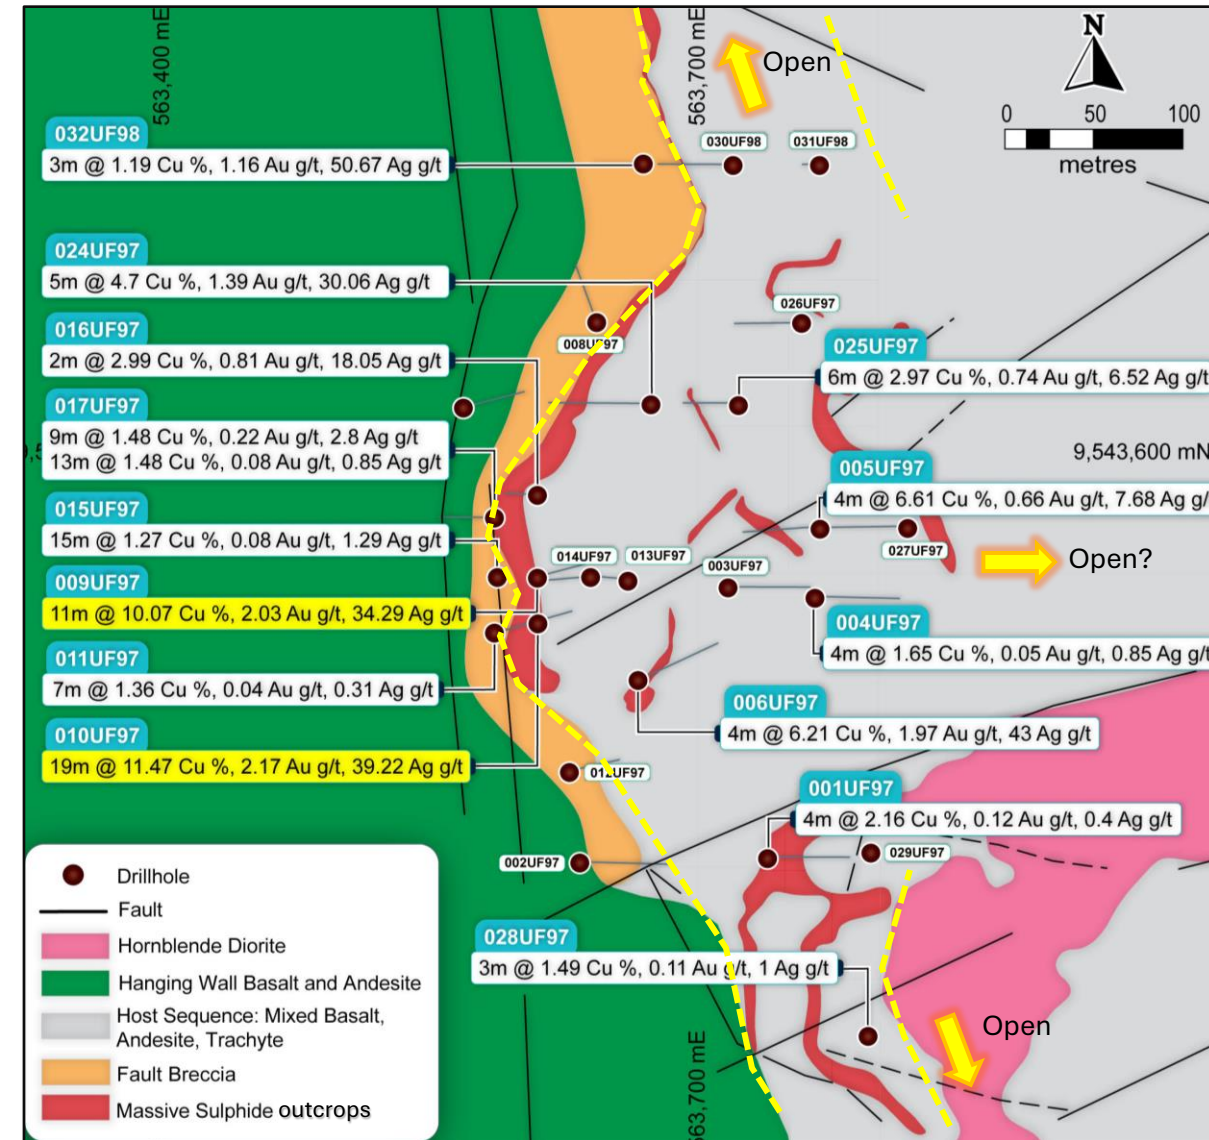 563,400 mE
563,700 mE
Open
N
0 50 100
metres
032UF98
3m @ 1.19 Cu %, 1.16 Au g/t, 50.67 Ag g/t
030UF98
031UF98
024UF97
5m @ 4.7 Cu %, 1.39 Au g/t, 30.06 Ag g/t
016UF97
2m @ 2.99 Cu %, 0.81 Au g/t, 18.05 Ag g/t
008UF97
026UF97
025UF97
6m @ 2.97 Cu %, 0.74 Au g/t, 6.52 Ag g/t
017UF97
9m @ 1.48 Cu %, 0.22 Au g/t, 2.8 Ag g/t
13m @ 1.48 Cu %, 0.08 Au g/t, 0.85 Ag g/t
9,543,600 mN
005UF97
4m @ 6.61 Cu %, 0.66 Au g/t, 7.68 Ag g/
015UF97
15m @ 1.27 Cu %, 0.08 Au g/t, 1.29 Ag g/t
014UF97
013UF97
003UF97
027UF97
Open?
009UF97
11m @ 10.07 Cu %, 2.03 Au g/t, 34.29 Ag g/t
004UF97
4m @ 1.65 Cu %, 0.05 Au g/t, 0.85 Ag g/t
011UF97
7m @ 1.36 Cu %, 0.04 Au g/t, 0.31 Ag g/t
006UF97
4m @ 6.21 Cu %, 1.97 Au g/t, 43 Ag g/t
010UF97
19m @ 11.47 Cu %, 2.17 Au g/t, 39.22 Ag g/t
012UF97
001UF97
4m @ 2.16 Cu %, 0.12 Au g/t, 0.4 Ag g/t
002UF97
029UF97
028UF97
3m @ 1.49 Cu %, 0.11 Au g/t, 1 Ag g/t
Open
563,700 mE
Drillhole
Fault
Hornblende Diorite
Hanging Wall Basalt and Andesite
Host Sequence: Mixed Basalt,
Andesite, Trachyte
Fault Breccia
Massive Sulphide outcrops